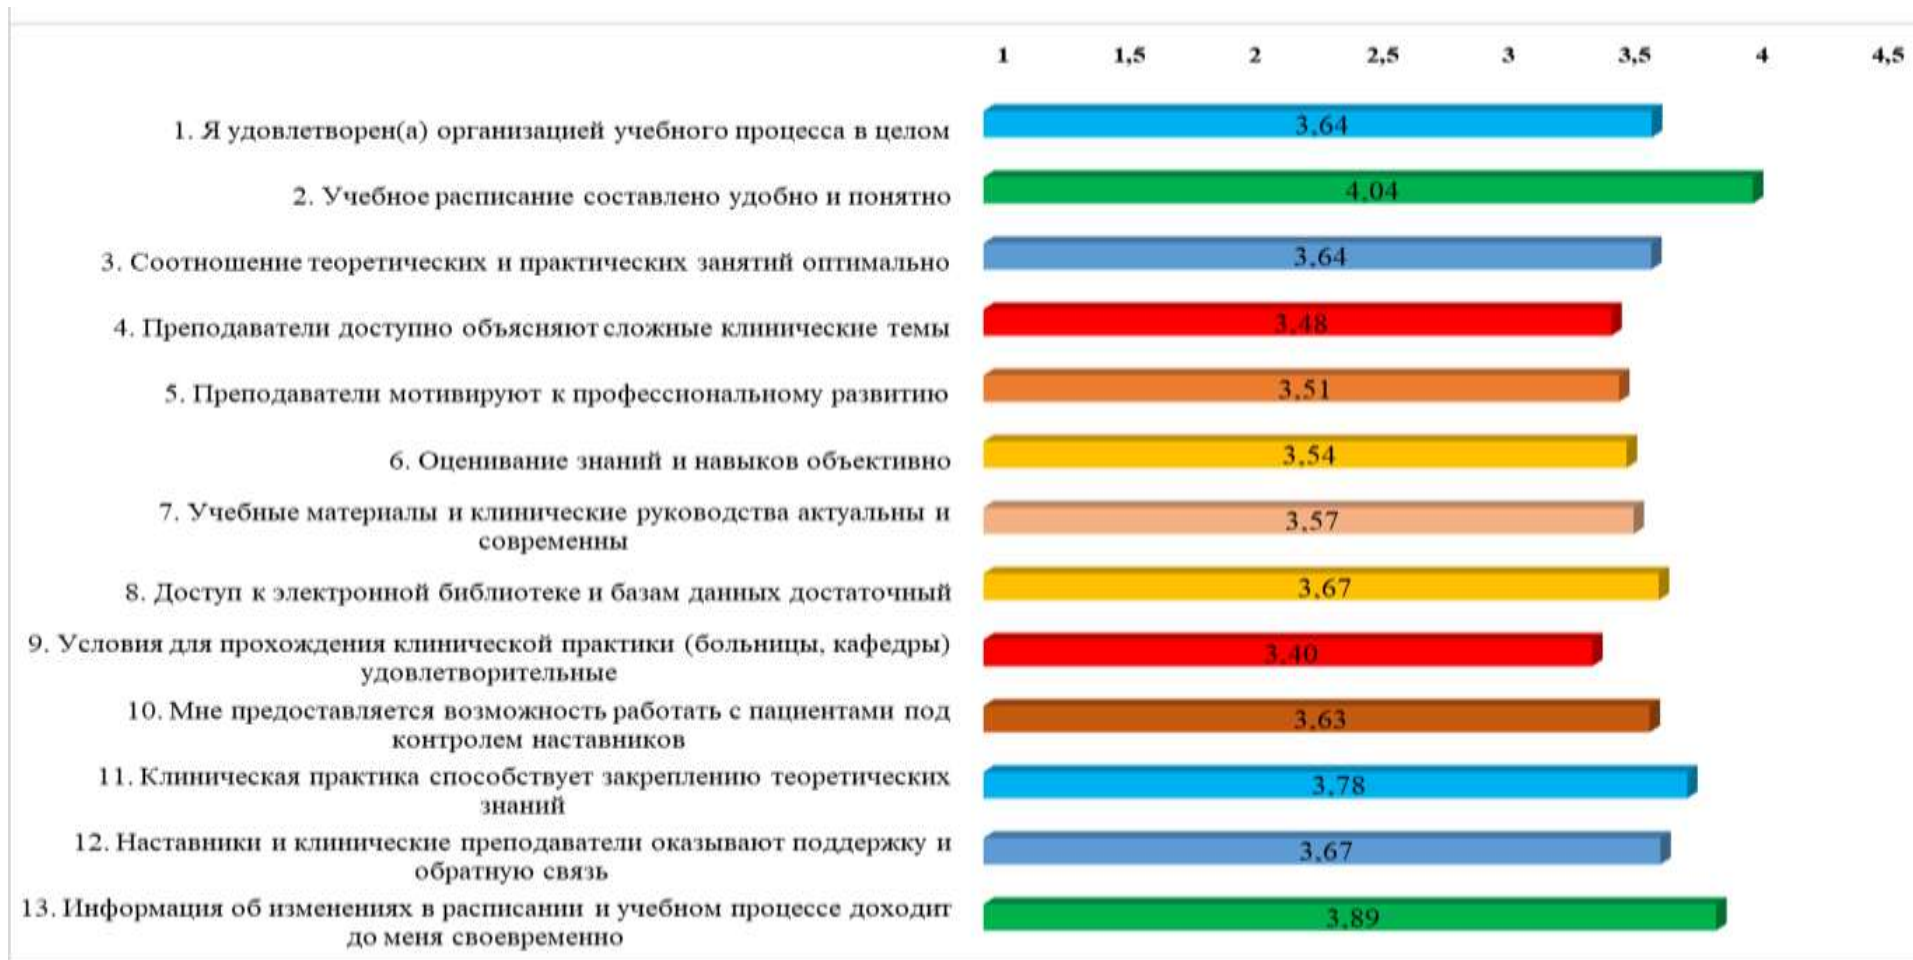 1 1,5 2 2,5 3 3,5 4 4,5
1. Я удовлетворен(а) организацией учебного процесса в целом 3,64
2. Учебное расписание составлено удобно и понятно 4,04
3. Соотношение теоретических и практических занятий оптимально 3,64
4. Преподаватели доступно объясняют сложные клинические темы 3,48
5. Преподаватели мотивируют к профессиональному развитию 3,51
6. Оценивание знаний и навыков объективно 3,54
7. Учебные материалы и клинические руководства актуальны и
современны 3,57
8. Доступ к электронной библиотеке и базам данных достаточный 3,67
9. Условия для прохождения клинической практики (больницы, кафедры)
удовлетворительные 3,40
10. Мне предоставляется возможность работать с пациентами под
контролем наставников 3,63
11. Клиническая практика способствует закреплению теоретических
знаний 3,78
12. Наставники и клинические преподаватели оказывают поддержку и
обратную связь 3,67
13. Информация об изменениях в расписании и учебном процессе доходит
до меня своевременно 3,89